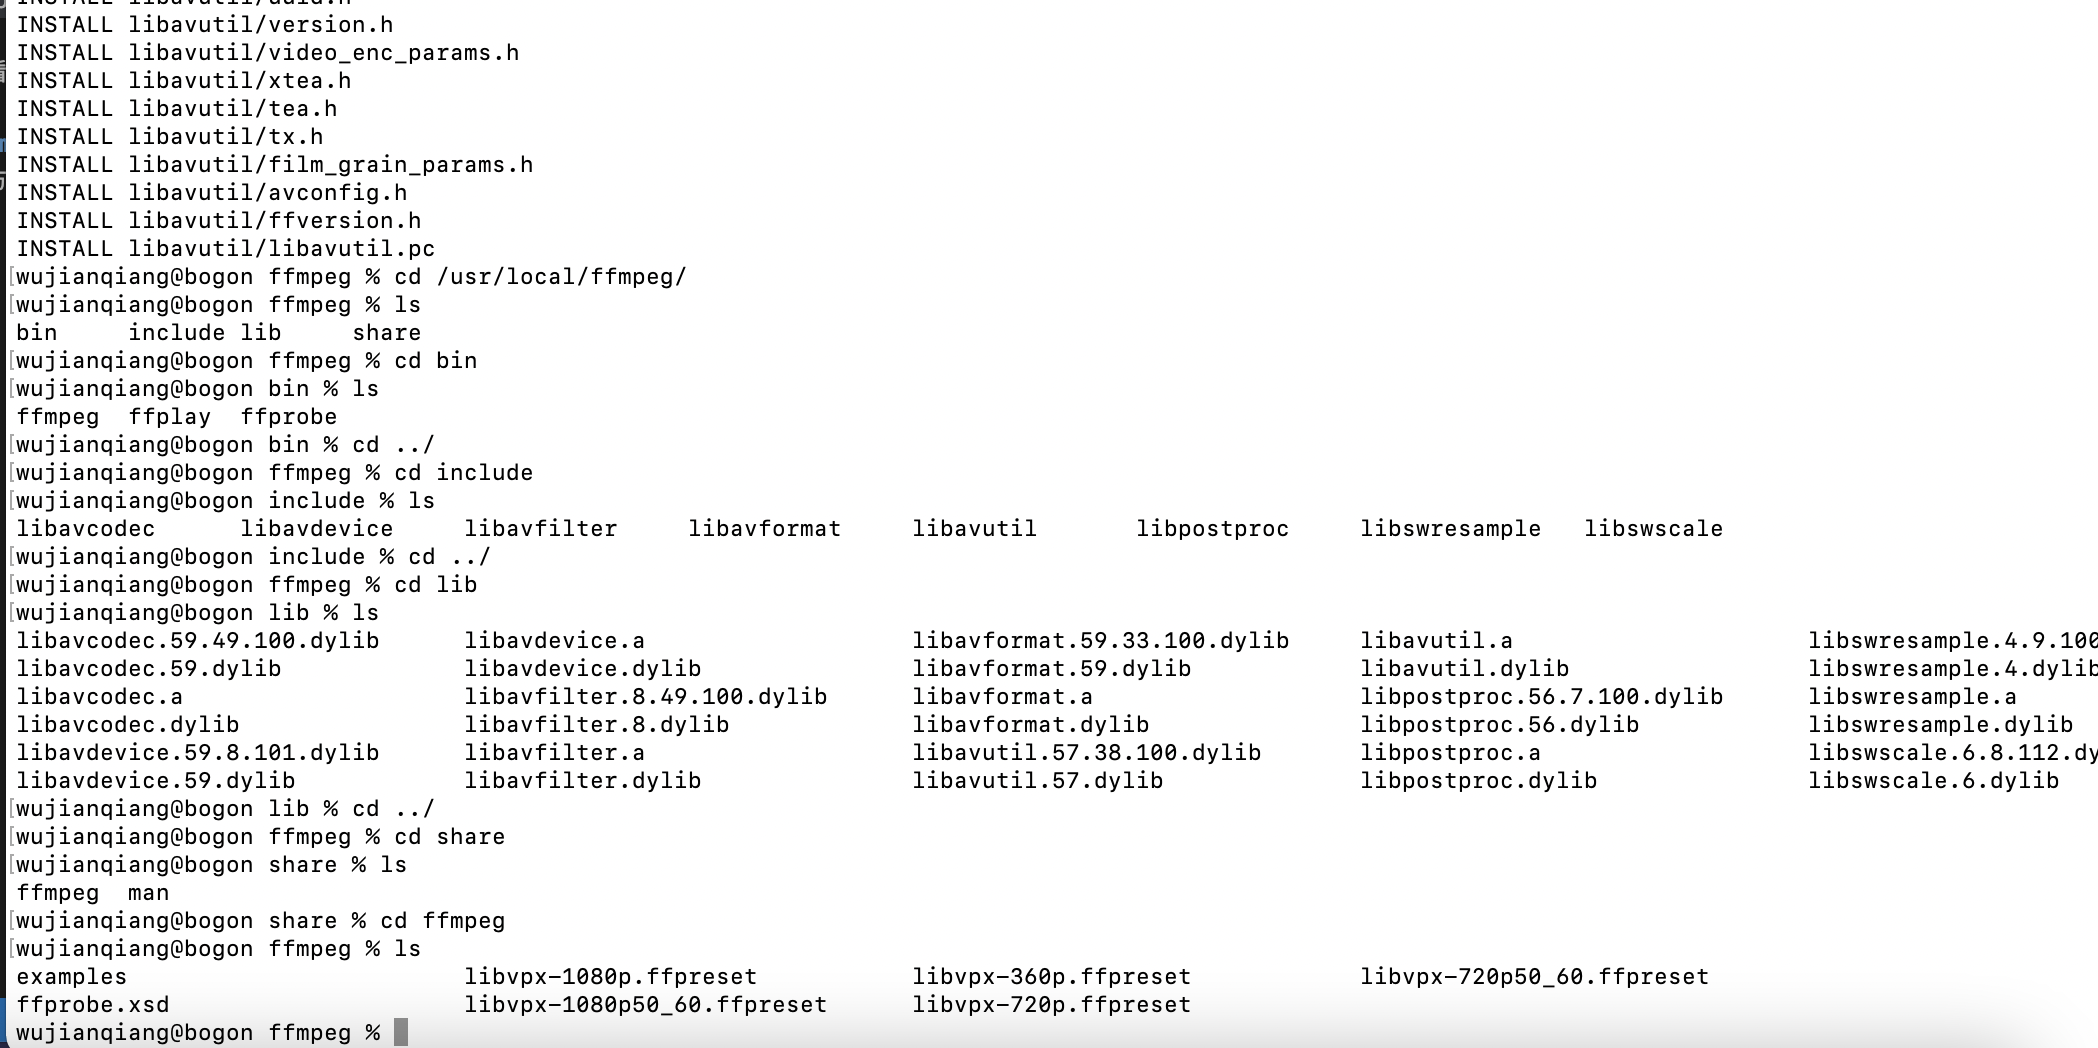 INSTALL libavutil/uuid.h
INSTALL libavutil/version.h
INSTALL libavutil/video_enc_params.h
INSTALL libavutil/xtea.h
INSTALL libavutil/tea.h
INSTALL libavutil/tx.h
INSTALL libavutil/film_grain_params.h
INSTALL libavutil/avconfig.h
INSTALL libavutil/ffversion.h
INSTALL libavutil/libavutil.pc
[wujianqiang@bogon ffmpeg % cd /usr/local/ffmpeg/
[wujianqiang@bogon ffmpeg % ls
bin     include lib     share
[wujianqiang@bogon ffmpeg % cd bin
[wujianqiang@bogon bin % ls
ffmpeg  ffplay  ffprobe
[wujianqiang@bogon bin % cd ../
[wujianqiang@bogon ffmpeg % cd include
[wujianqiang@bogon include % ls
libavcodec      libavdevice     libavfilter     libavformat     libavutil       libpostproc     libswresample   libswscale
[wujianqiang@bogon include % cd ../
[wujianqiang@bogon ffmpeg % cd lib
[wujianqiang@bogon lib % ls
libavcodec.59.49.100.dylib      libavdevice.a                   libavformat.59.33.100.dylib     libavutil.a                     libswresample.4.9.100
libavcodec.59.dylib             libavdevice.dylib               libavformat.59.dylib            libavutil.dylib                 libswresample.4.dylib
libavcodec.a                    libavfilter.8.49.100.dylib      libavformat.a                   libpostproc.56.7.100.dylib      libswresample.a
libavcodec.dylib                libavfilter.8.dylib             libavformat.dylib               libpostproc.56.dylib            libswresample.dylib
libavdevice.59.8.101.dylib      libavfilter.a                   libavutil.57.38.100.dylib       libpostproc.a                   libswscale.6.8.112.dy
libavdevice.59.dylib            libavfilter.dylib               libavutil.57.dylib              libpostproc.dylib               libswscale.6.dylib
[wujianqiang@bogon lib % cd ../
[wujianqiang@bogon ffmpeg % cd share
[wujianqiang@bogon share % ls
ffmpeg  man
[wujianqiang@bogon share % cd ffmpeg
[wujianqiang@bogon ffmpeg % ls
examples                        libvpx-1080p.ffpreset           libvpx-360p.ffpreset            libvpx-720p50_60.ffpreset
ffprobe.xsd                     libvpx-1080p50_60.ffpreset      libvpx-720p.ffpreset
wujianqiang@bogon ffmpeg %